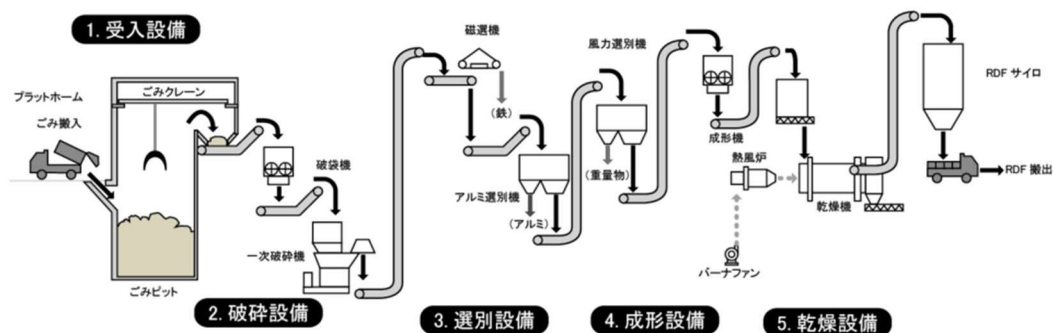 1. 受入設備
プラットホーム
ごみ搬入
ごみクレーン
ごみピット
破袋機
一次破砕機
2. 破砕設備
磁選機
(鉄)
アルミ選別機
(アルミ)
3. 選別設備
風力選別機
(重量物)
成形機
4. 成形設備
熱風炉
バーナファン
乾燥機
5. 乾燥設備
RDF サイロ
RDF 搬出